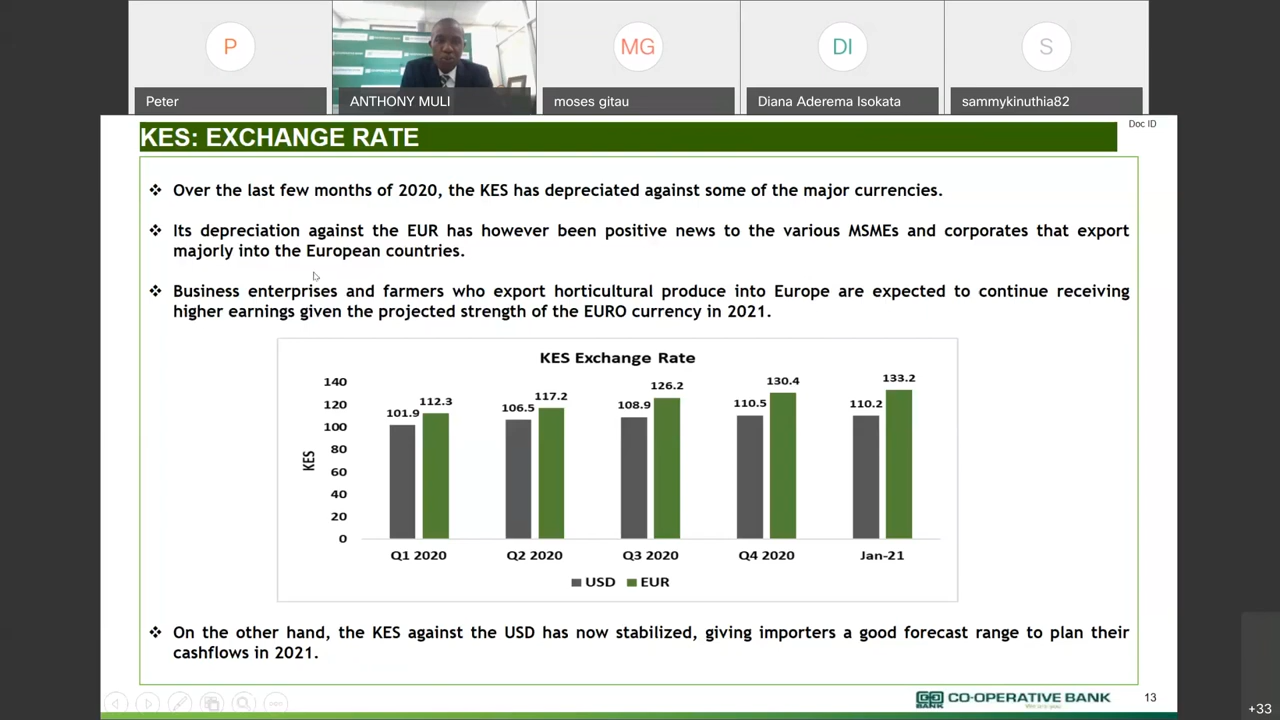 P
MG
DI
S
Peter
ANTHONY MULI
moses gitau
Diana Aderema Isokata
sammykinuthia82
Doc ID
KES: EXCHANGE RATE
❖ Over the last few months of 2020, the KES has depreciated against some of the major currencies.
❖ Its depreciation against the EUR has however been positive news to the various MSMEs and corporates that export
majorly into the European countries.
❖ Business enterprises and farmers who export horticultural produce into Europe are expected to continue receiving
higher earnings given the projected strength of the EURO currency in 2021.
KES Exchange Rate
KES
140
120
100
80
60
40
20
0
101.9
112.3
106.5
117.2
108.9
126.2
110.5
130.4
110.2
133.2
Q1 2020
Q2 2020
Q3 2020
Q4 2020
Jan-21
USD
EUR
❖ On the other hand, the KES against the USD has now stabilized, giving importers a good forecast range to plan their
cashflows in 2021.
CO-OPERATIVE BANK
BANK
We are you
13
+33